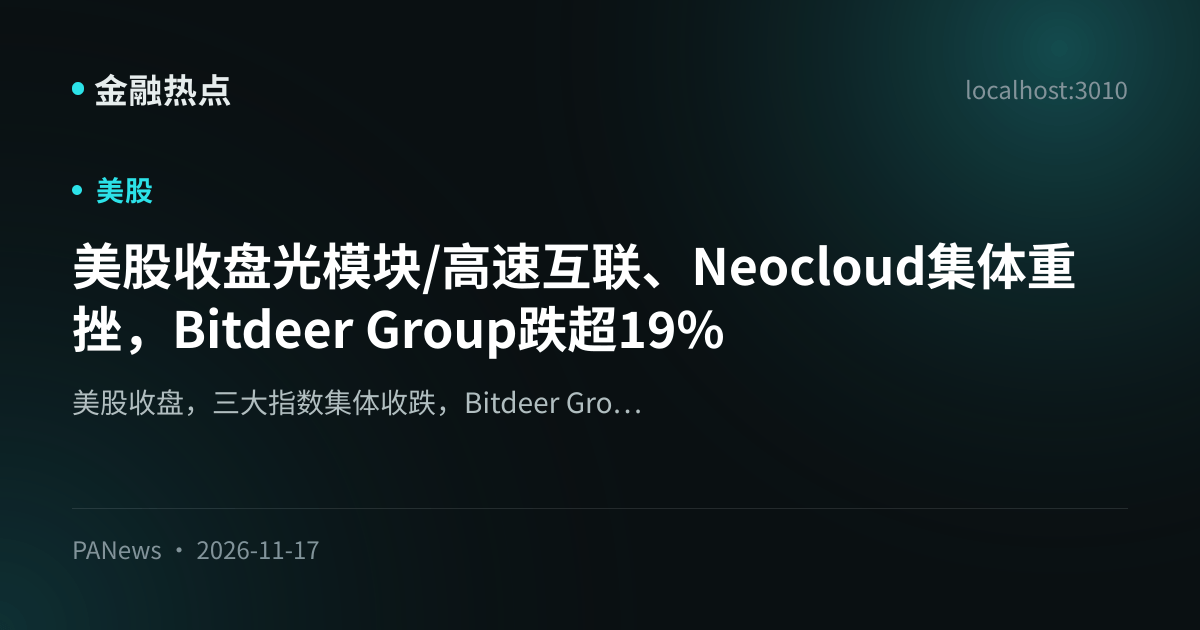 金融热点
localhost:3010
美股
美股收盘光模块/高速互联、Neocloud集体重
挫，Bitdeer Group跌超19%
美股收盘，三大指数集体收跌，Bitdeer Gro…
PANews · 2026-11-17